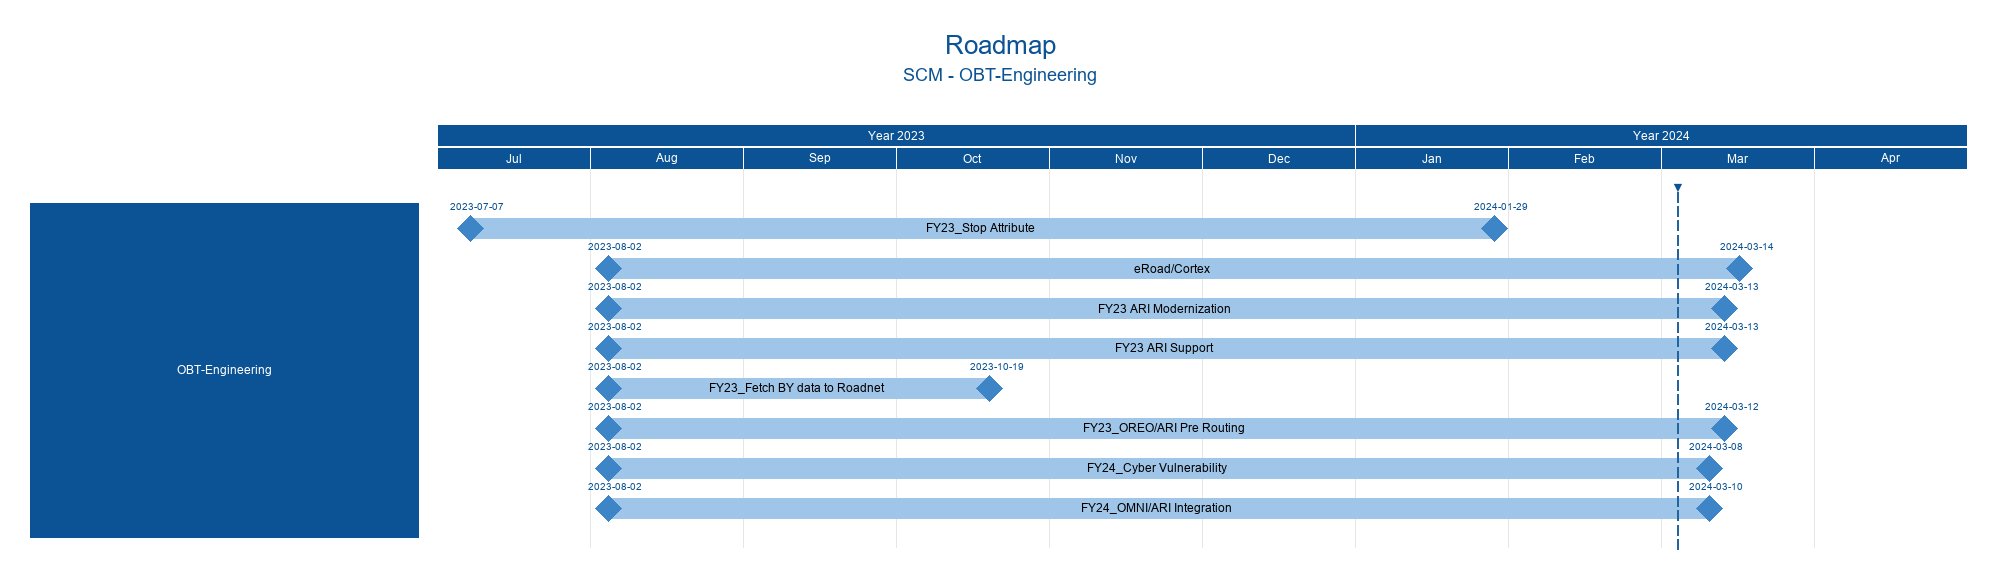 Roadmap
SCM - OBT-Engineering
Year 2023 Year 2024
Jul Aug Sep Oct Nov Dec Jan Feb Mar Apr
OBT-Engineering
2023-07-07 2024-01-29
FY23_Stop Attribute
2023-08-02 2024-03-14
eRoad/Cortex
2023-08-02 2024-03-13
FY23 ARI Modernization
2023-08-02 2024-03-13
FY23 ARI Support
2023-08-02 2023-10-19
FY23_Fetch BY data to Roadnet
2023-08-02 2024-03-12
FY23_OREO/ARI Pre Routing
2023-08-02 2024-03-08
FY24_Cyber Vulnerability
2023-08-02 2024-03-10
FY24_OMNI/ARI Integration